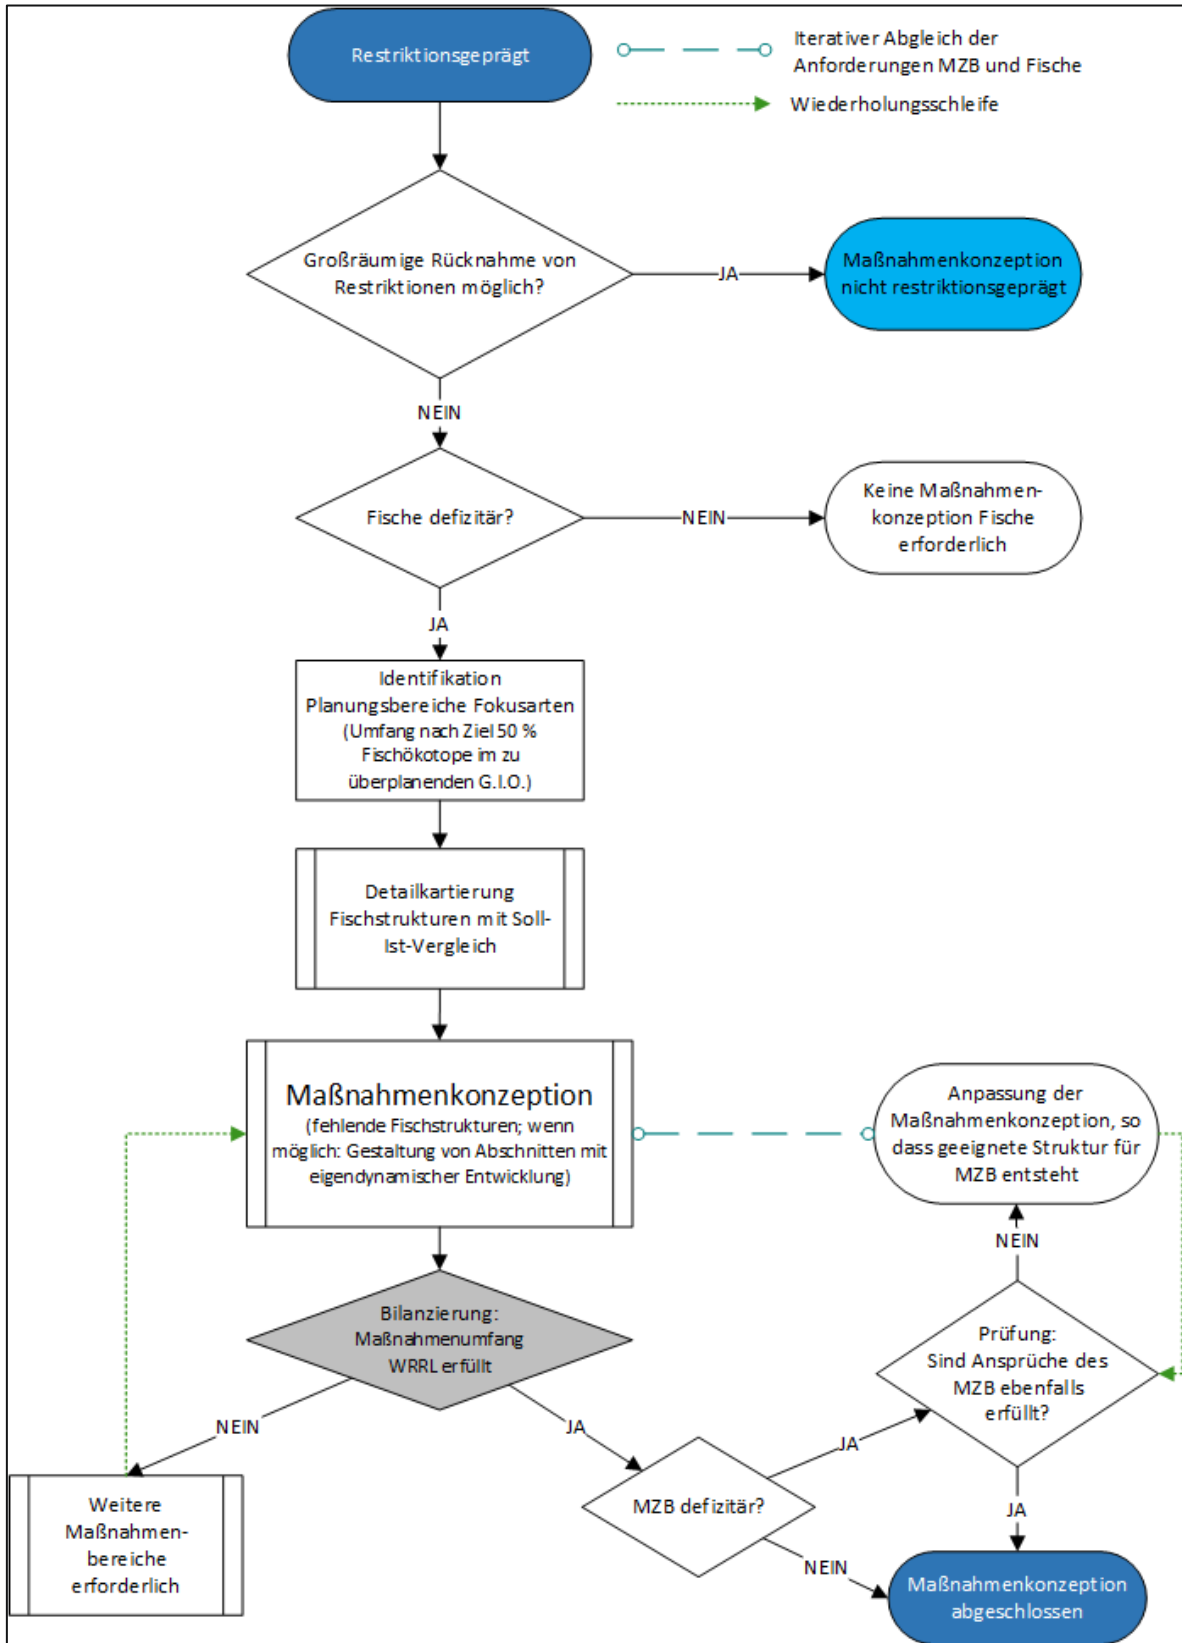 Restriktionsgeprägt
Iterativer Abgleich der
Anforderungen MZB und Fische
Wiederholungsschleife
Großräumige Rücknahme von
Restriktionen möglich?
JA
Maßnahmenkonzeption
nicht restriktionsgeprägt
NEIN
Fische defizitär?
NEIN
Keine Maßnahmen-
konzeption Fische
erforderlich
JA
Identifikation
Planungsbereiche Fokusarten
(Umfang nach Ziel 50 %
Fischökotope im zu
überplanenden G.I.O.)
Detailkartierung
Fischstrukturen mit Soll-
Ist-Vergleich
Maßnahmenkonzeption
(fehlende Fischstrukturen; wenn
möglich: Gestaltung von Abschnitten mit
eigendynamischer Entwicklung)
Anpassung der
Maßnahmenkonzeption, so
dass geeignete Struktur für
MZB entsteht
NEIN
Bilanzierung:
Maßnahmenumfang
WRRL erfüllt
Prüfung:
Sind Ansprüche des
MZB ebenfalls
erfüllt?
NEIN
JA
JA
Weitere
Maßnahmen-
bereiche
erforderlich
MZB defizitär?
JA
NEIN
Maßnahmenkonzeption
abgeschlossen